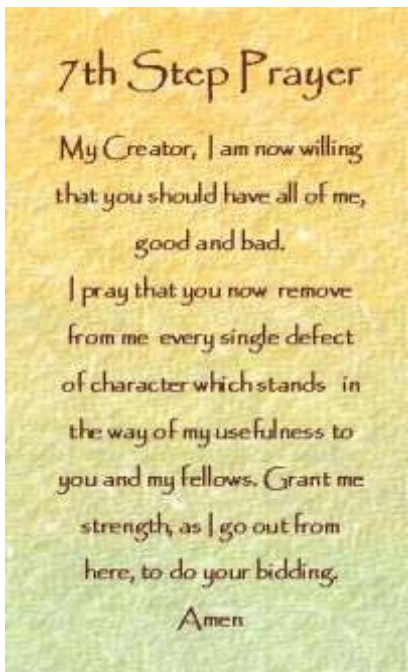 7th Step Prayer
My Creator, I am now willing
that you should have all of me,
good and bad.
I pray that you now remove
from me every single defect
of character which stands in
the way of my usefulness to
you and my fellows. Grant me
strength, as I go out from
here, to do your bidding.
Amen